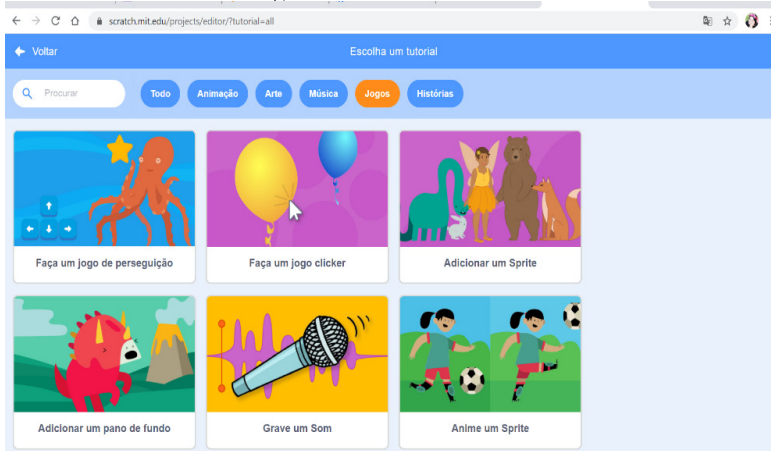 scratch.mit.edu/projects/editor/?tutorial=all
Voltar
Escolha um tutorial
Procurar
Todo
Animação
Arte
Música
Jogos
Histórias
Faça um jogo de perseguição
Faça um jogo clicker
Adicionar um Sprite
Adicionar um pano de fundo
Grave um Som
Anime um Sprite